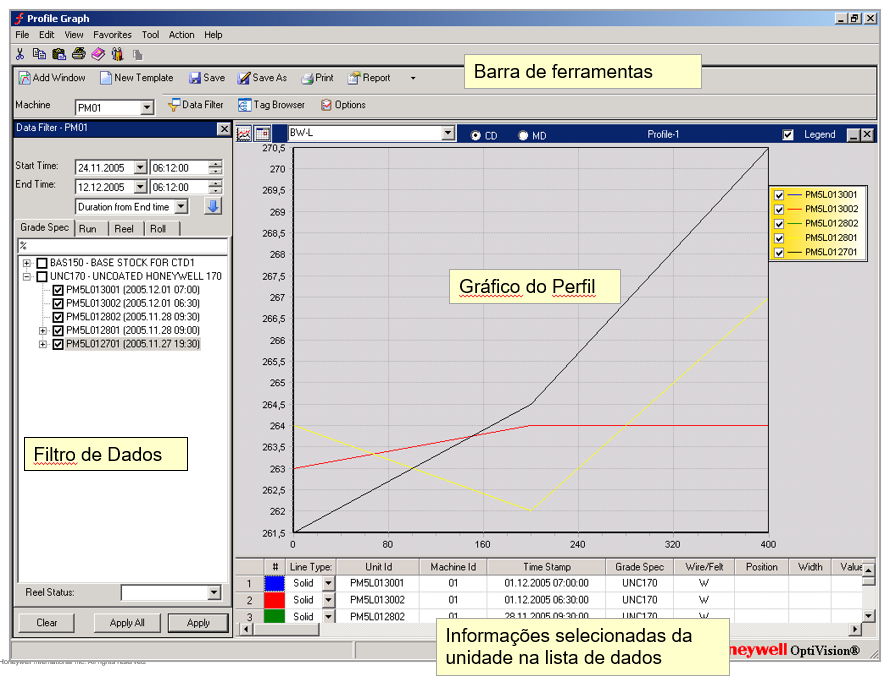 Profile Graph
File Edit View Favorites Tool Action Help
Barra de ferramentas
Add Window New Template Save Save As Print Report
Machine PM01 Data Filter Tag Browser Options
Data Filter - PM01
BW-L CD MD Profile-1 Legend
Start Time: 24.11.2005 06:12:00
End Time: 12.12.2005 06:12:00
Duration from End time
Grade Spec Run Reel Roll
%
BAS150 - BASE STOCK FOR CTD1
UNC170 - UNCOATED HONEYWELL 170
PM5L013001 (2005.12.01 07:00)
PM5L013002 (2005.12.01 06:30)
PM5L012802 (2005.11.28 09:30)
PM5L012801 (2005.11.28 09:00)
PM5L012701 (2005.11.27 19:30)
Filtro de Dados
Reel Status:
Clear Apply All Apply
270,5
270
269,5
269
268,5
268
267,5
267
266,5
266
265,5
265
264,5
264
263,5
263
262,5
262
261,5
0 80 160 240 320 400
Gráfico do Perfil
PM5L013001
PM5L013002
PM5L012802
PM5L012801
PM5L012701
# Line Type: Unit Id Machine Id Time Stamp Grade Spec Wire/Felt Position Width Value
1 Solid PM5L013001 01 01.12.2005 07:00:00 UNC170 W
2 Solid PM5L013002 01 01.12.2005 06:30:00 UNC170 W
3 Solid PM5L012802 01 28.11.2005 09:30:00 UNC170 W
Informações selecionadas da
unidade na lista de dados
neywell OptiVision®